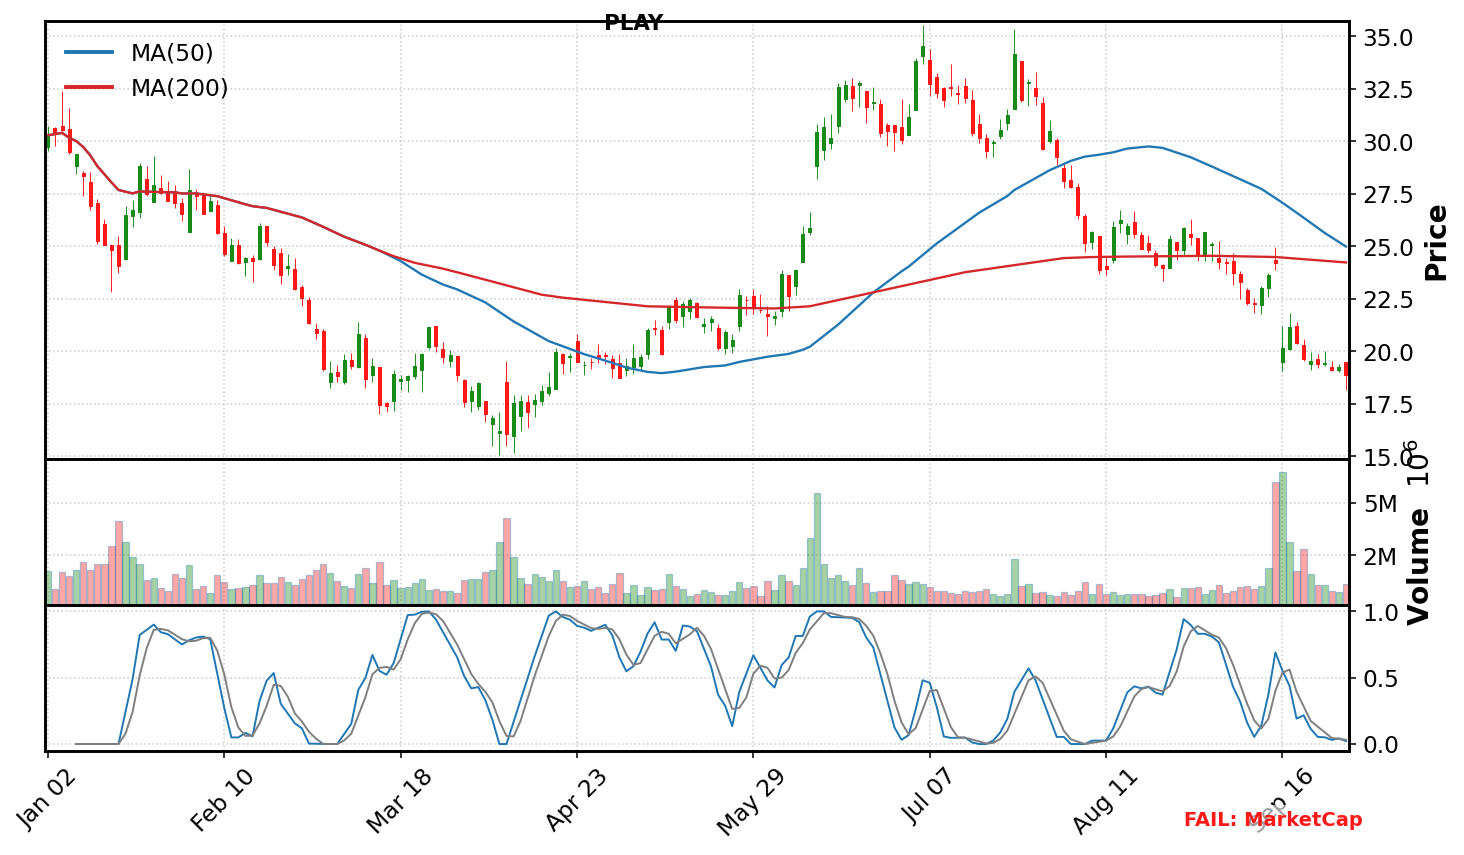 PLAY
MA(50)
MA(200)
35.0
32.5
30.0
27.5
25.0
22.5
20.0
17.5
15.0
Price
10^6
5M
2M
Volume
1.0
0.5
0.0
Jan 02
Feb 10
Mar 18
Apr 23
May 29
Jul 07
Aug 11
Sep 16
FAIL: MarketCap